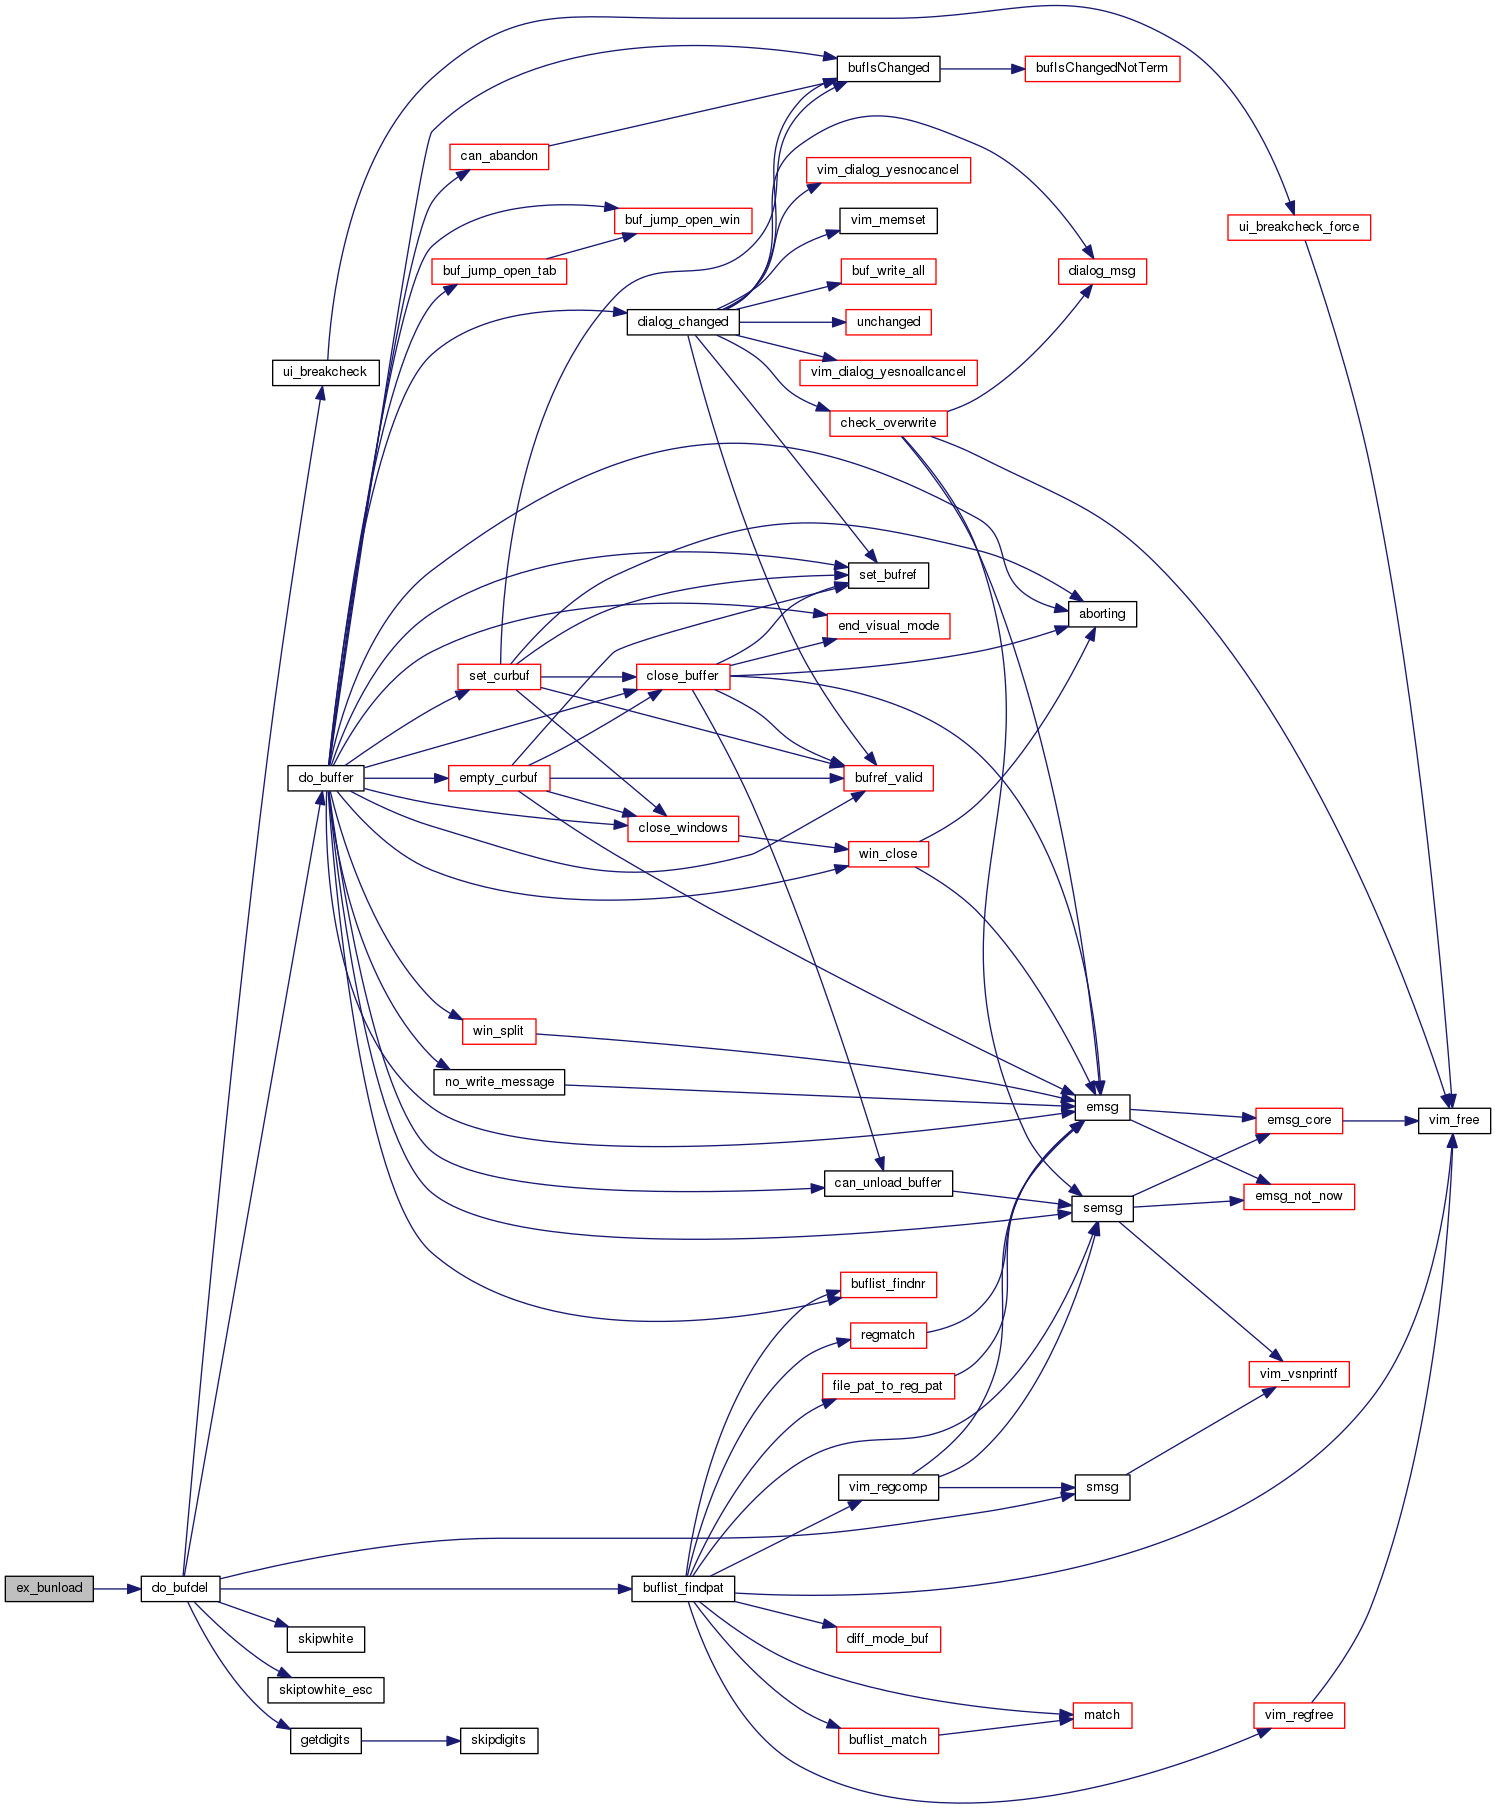 bufIsChanged
bufIsChangedNotTerm
can_abandon
vim_dialog_yesnocancel
buf_jump_open_win
vim_memset
ui_breakcheck_force
buf_jump_open_tab
buf_write_all
dialog_msg
dialog_changed
unchanged
ui_breakcheck
vim_dialog_yesnoallcancel
check_overwrite
set_bufref
aborting
end_visual_mode
set_curbuf
close_buffer
do_buffer
empty_curbuf
bufref_valid
close_windows
win_close
win_split
no_write_message
emsg
emsg_core
vim_free
can_unload_buffer
emsg_not_now
semsg
buflist_findnr
regmatch
vim_vsnprintf
file_pat_to_reg_pat
vim_regcomp
smsg
ex_bunload
do_bufdel
buflist_findpat
skipwhite
diff_mode_buf
skiptowhite_esc
match
vim_regfree
getdigits
skipdigits
buflist_match